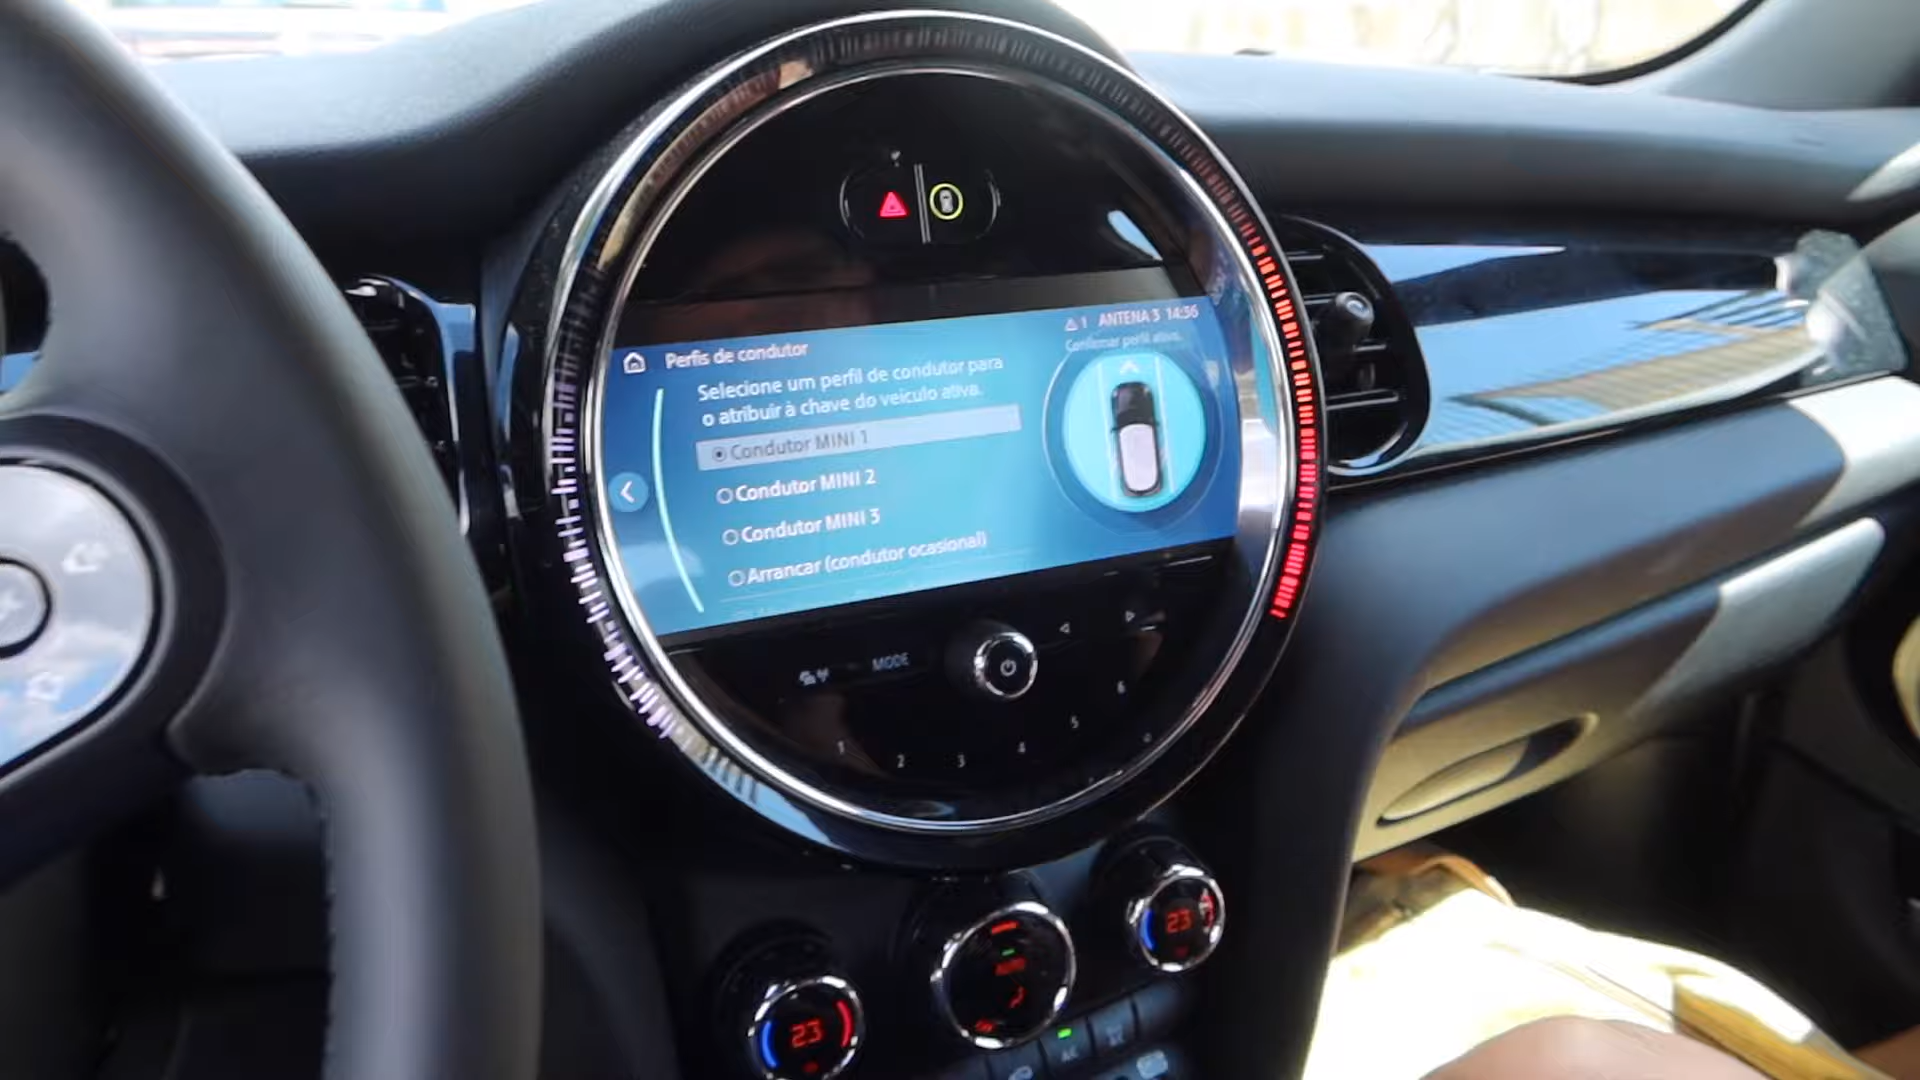 1 ANTENA 3 14:36
Perfis de condutor
Confirmar perfil ativo.
Selecione um perfil de condutor para
o atribuir à chave do veículo ativa.
Condutor MINI 1
Condutor MINI 2
Condutor MINI 3
Arrancar (condutor ocasional)
MODE
1 2 3 4 5 6
23
AUTO
23
A/C